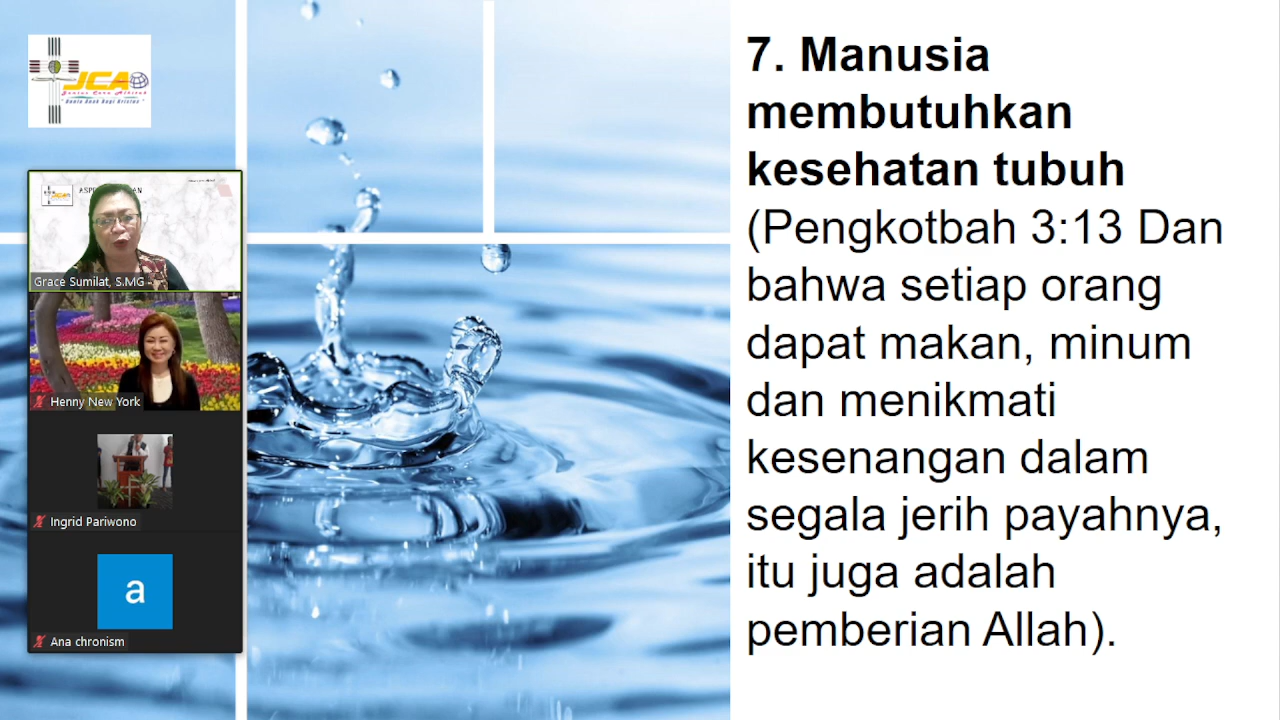 JCA
7. Manusia
membutuhkan
kesehatan tubuh
(Pengkotbah 3:13 Dan
bahwa setiap orang
dapat makan, minum
dan menikmati
kesenangan dalam
segala jerih payahnya,
itu juga adalah
pemberian Allah).
Grace Sumilat, S.MG
Henny New York
Ingrid Pariwono
a
Ana chronism